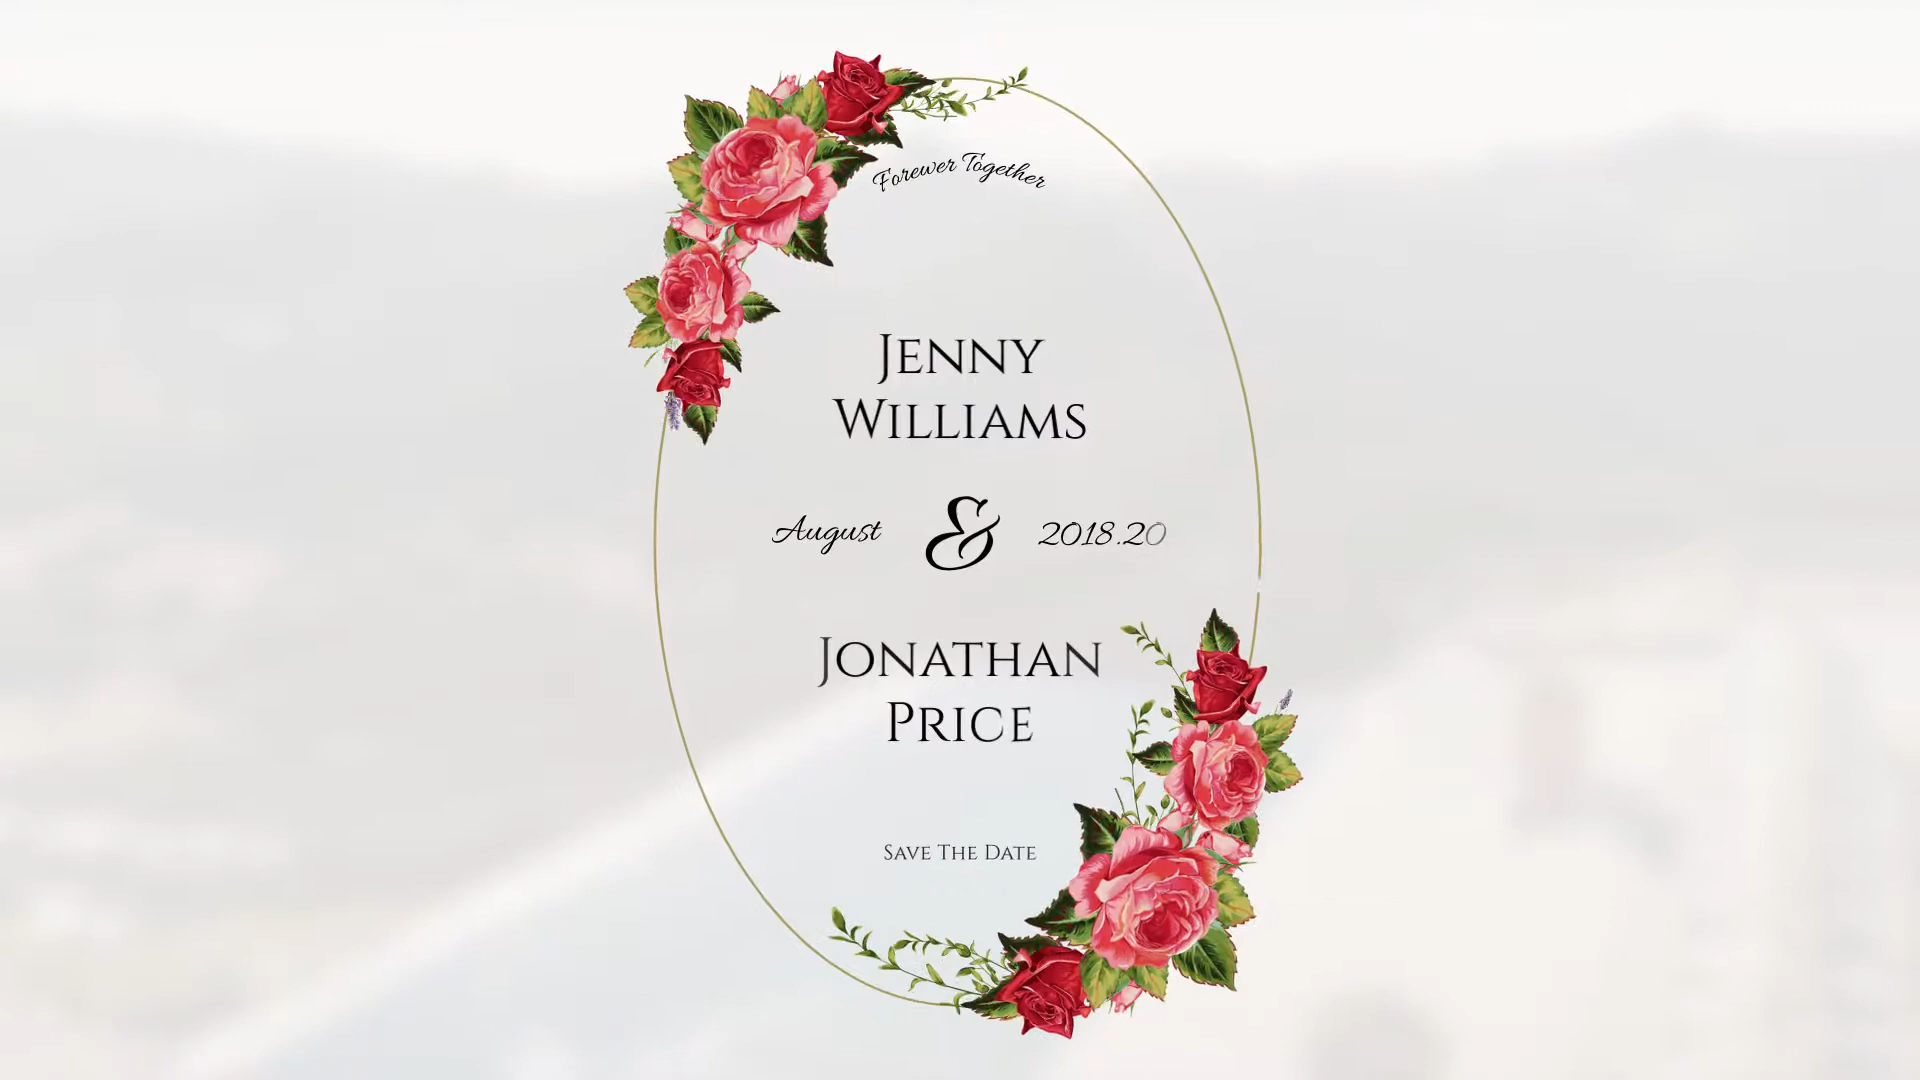 Forewer Together
Jenny
Williams
August & 2018.20
Jonathan
Price
Save The Date